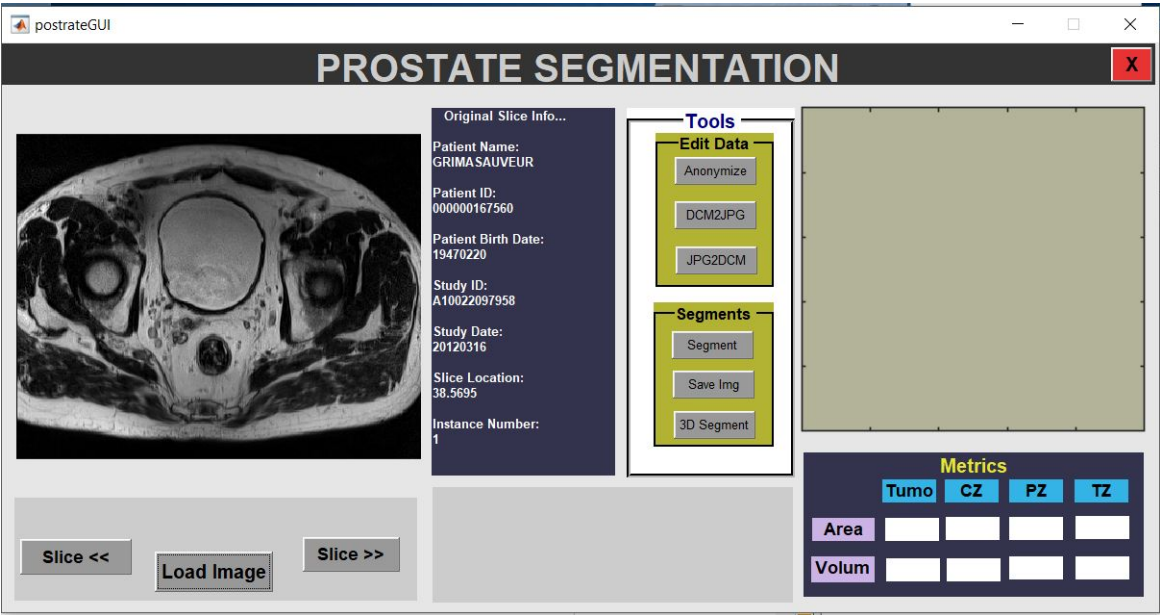 postrateGUI
PROSTATE SEGMENTATION
X
Original Slice Info...
Patient Name:
GRIMASAUVEUR
Patient ID:
000000167560
Patient Birth Date:
19470220
Study ID:
A10022097958
Study Date:
20120316
Slice Location:
38.5695
Instance Number:
1
Tools
Edit Data
Anonymize
DCM2JPG
JPG2DCM
Segments
Segment
Save Img
3D Segment
Slice <<
Load Image
Slice >>
Metrics
Tumo CZ PZ TZ
Area
Volum